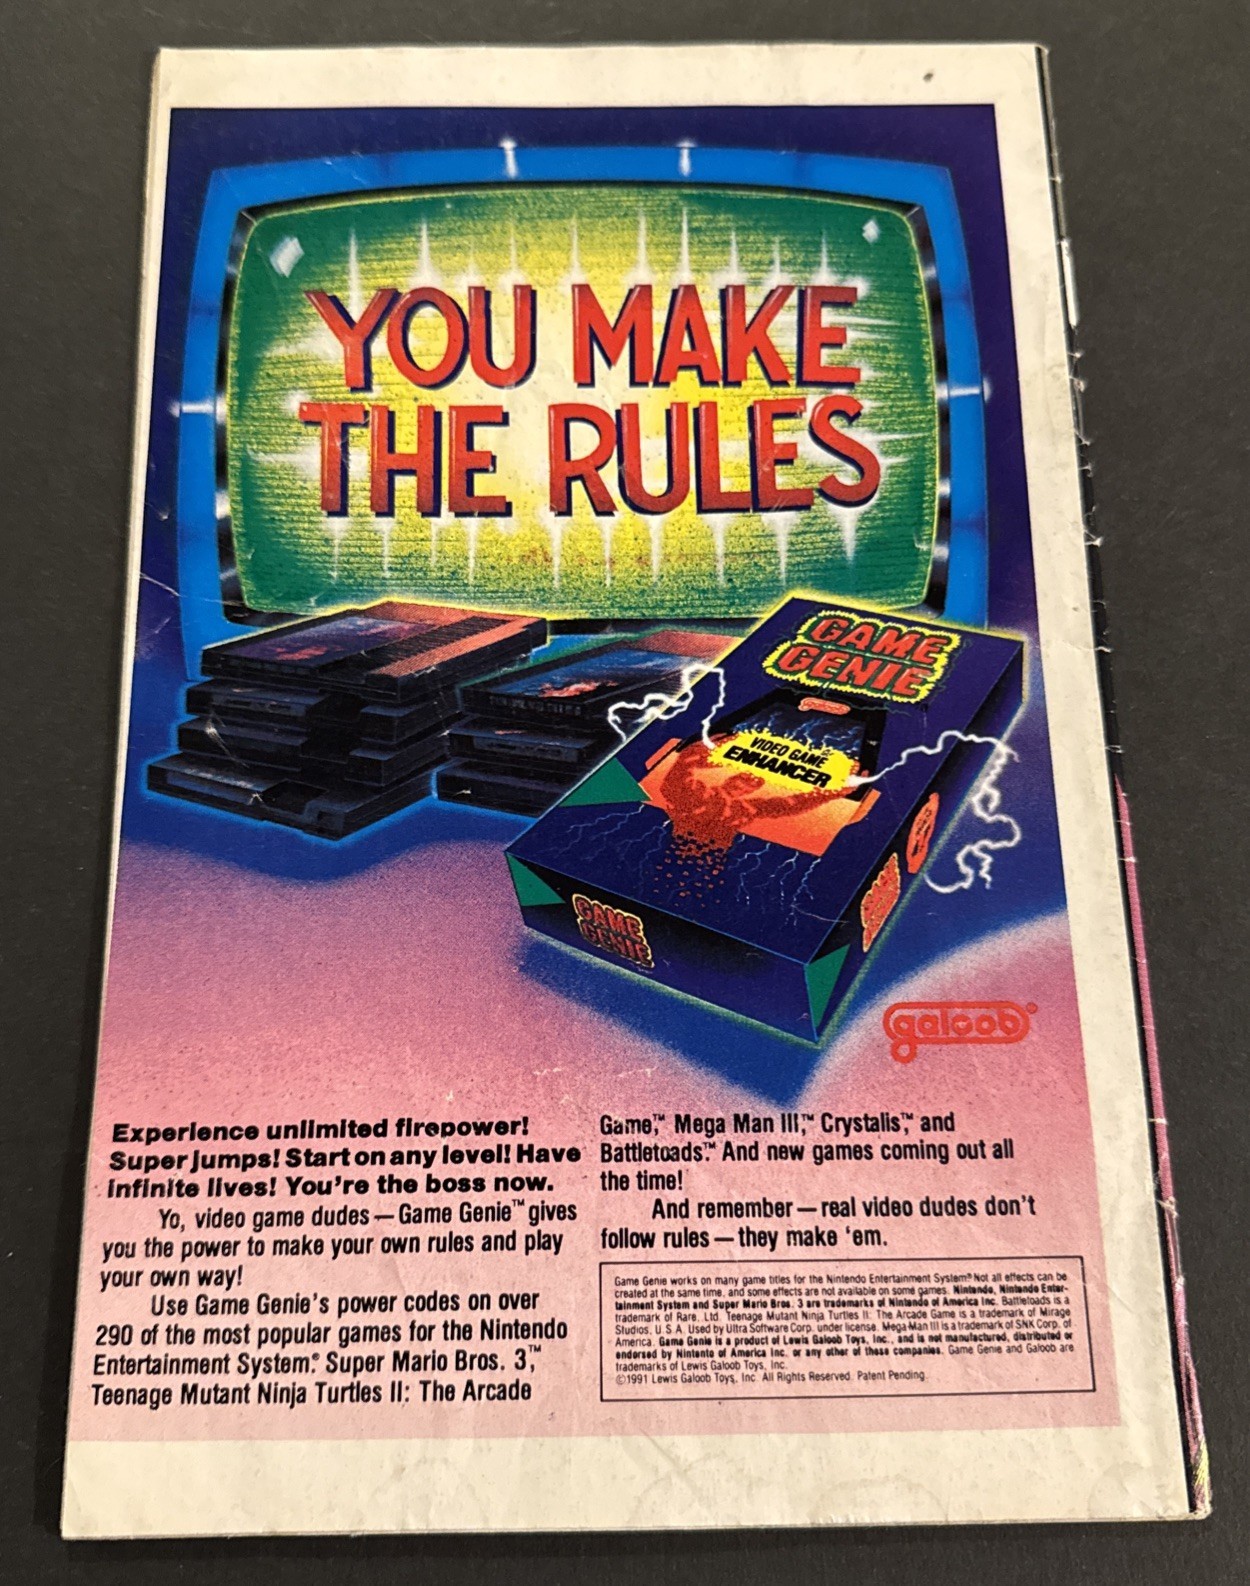 YOU MAKE
THE RULES
GAME
GENIE
galoob
VIDEO GAME
ENHANCER
GAME
GENIE
GAME
GENIE
galoob®
Experience unlimited firepower!
Super jumps! Start on any level! Have
infinite lives! You're the boss now.
Yo, video game dudes — Game Genie™ gives
you the power to make your own rules and play
your own way!
Use Game Genie's power codes on over
290 of the most popular games for the Nintendo
Entertainment System.® Super Mario Bros. 3,™
Teenage Mutant Ninja Turtles II: The Arcade
Game,™ Mega Man III,™ Crystalis,™ and
Battletoads.™ And new games coming out all
the time!
And remember — real video dudes don't
follow rules — they make 'em.
Game Genie works on many game titles for the Nintendo Entertainment System.® Not all effects can be
created at the same time, and some effects are not available on some games. Nintendo, Nintendo Enter-
tainment System and Super Mario Bros. 3 are trademarks of Nintendo of America Inc. Battletoads is a
trademark of Rare, Ltd. Teenage Mutant Ninja Turtles II: The Arcade Game is a trademark of Mirage
Studios, U.S.A. Used by Ultra Software Corp. under license. Mega Man III is a trademark of SNK Corp. of
America. Game Genie is a product of Lewis Galoob Toys, Inc., and is not manufactured, distributed or
endorsed by Nintento of America Inc. or any other of these companies. Game Genie and Galoob are
trademarks of Lewis Galoob Toys, Inc.
©1991 Lewis Galoob Toys, Inc. All Rights Reserved. Patent Pending.